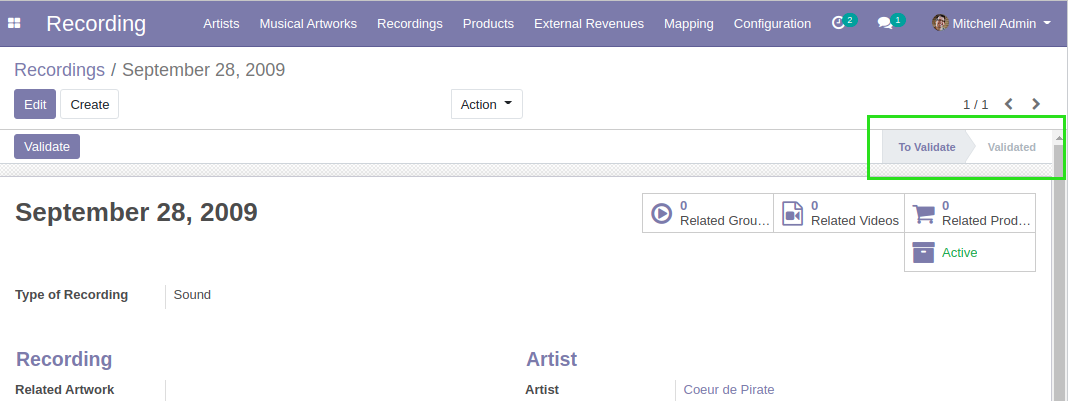 Recording Artists Musical Artworks Recordings Products External Revenues Mapping Configuration 2 1 Mitchell Admin
Recordings / September 28, 2009
Edit Create Action 1 / 1
Validate To Validate Validated
September 28, 2009
0 0 0
Related Grou... Related Videos Related Prod...
Active
Type of Recording Sound
Recording Artist
Related Artwork Artist Coeur de Pirate